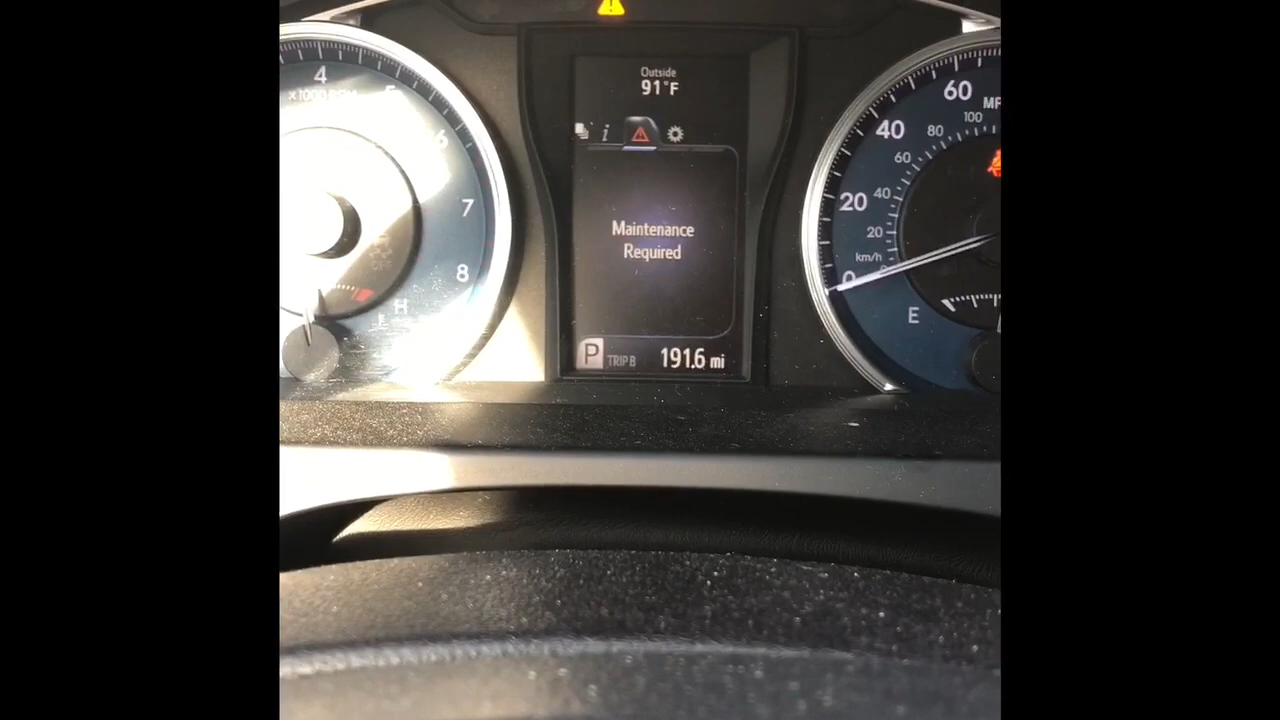 Outside
91°F
i
Maintenance
Required
P TRIP B 191.6 mi
4
x1000 RPM
5
6
7
8
H
E
60
40
20
0
100
80
60
40
20
km/h
E